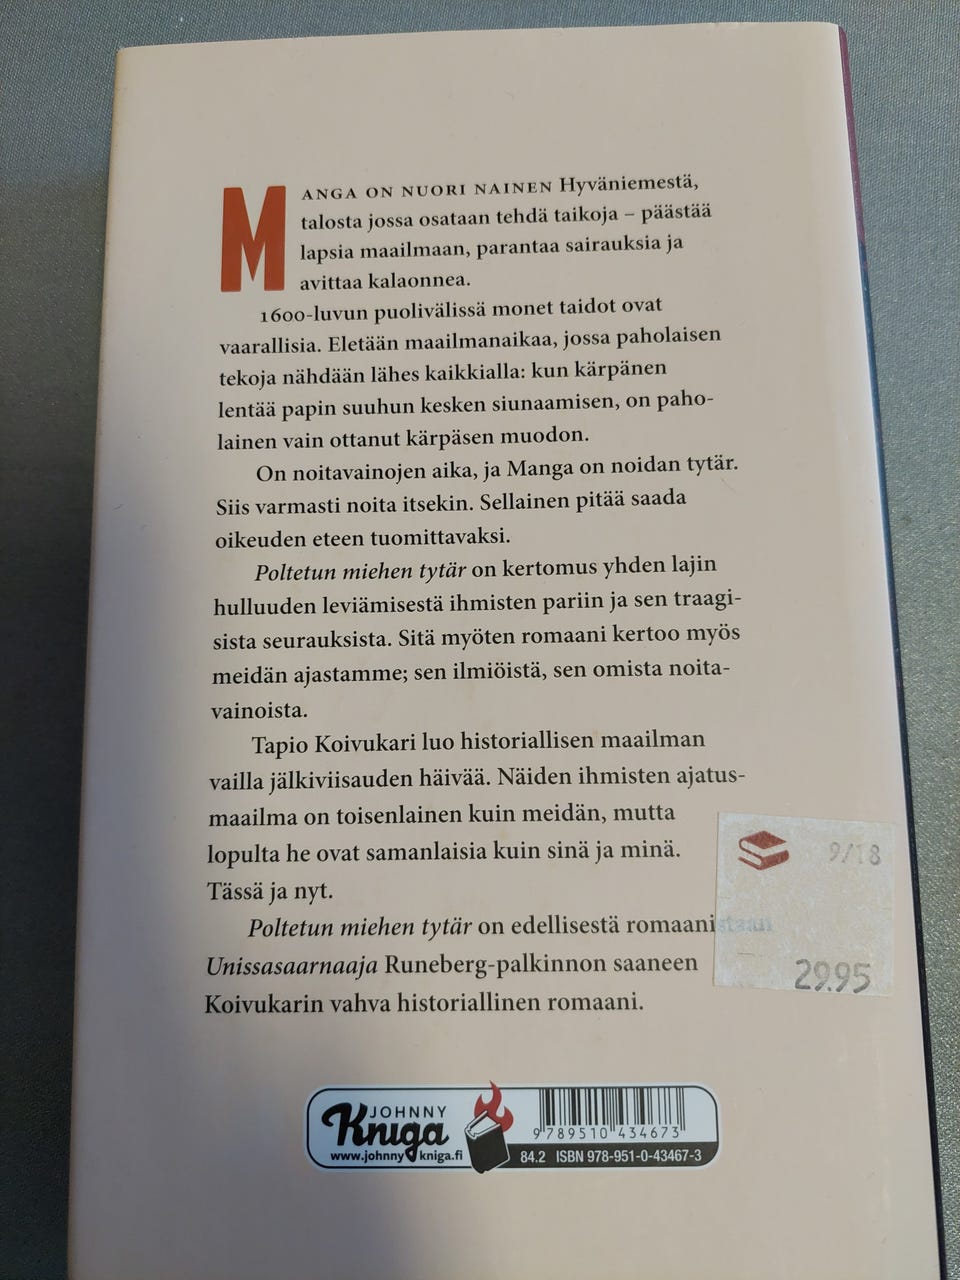 MANGA ON NUORI NAINEN Hyväniemestä,
talosta jossa osataan tehdä taikoja – päästää
lapsia maailmaan, parantaa sairauksia ja
avittaa kalaonnea.
1600-luvun puolivälissä monet taidot ovat
vaarallisia. Eletään maailmanaikaa, jossa paholaisen
tekoja nähdään lähes kaikkialla: kun kärpänen
lentää papin suuhun kesken siunaamisen, on paho-
lainen vain ottanut kärpäsen muodon.
On noitavainojen aika, ja Manga on noidan tytär.
Siis varmasti noita itsekin. Sellainen pitää saada
oikeuden eteen tuomittavaksi.
Poltetun miehen tytär on kertomus yhden lajin
hulluuden leviämisestä ihmisten pariin ja sen traagi-
sista seurauksista. Sitä myöten romaani kertoo myös
meidän ajastamme; sen ilmiöistä, sen omista noita-
vainoista.
Tapio Koivukari luo historiallisen maailman
vailla jälkiviisauden häivää. Näiden ihmisten ajatus-
maailma on toisenlainen kuin meidän, mutta
lopulta he ovat samanlaisia kuin sinä ja minä.
Tässä ja nyt.
Poltetun miehen tytär on edellisestä romaanistaan
Unissasaarnaaja Runeberg-palkinnon saaneen
Koivukarin vahva historiallinen romaani.
9/18
29.95
JOHNNY
Kniga
www.johnnykniga.fi
9 789510 434673
84.2 ISBN 978-951-0-43467-3